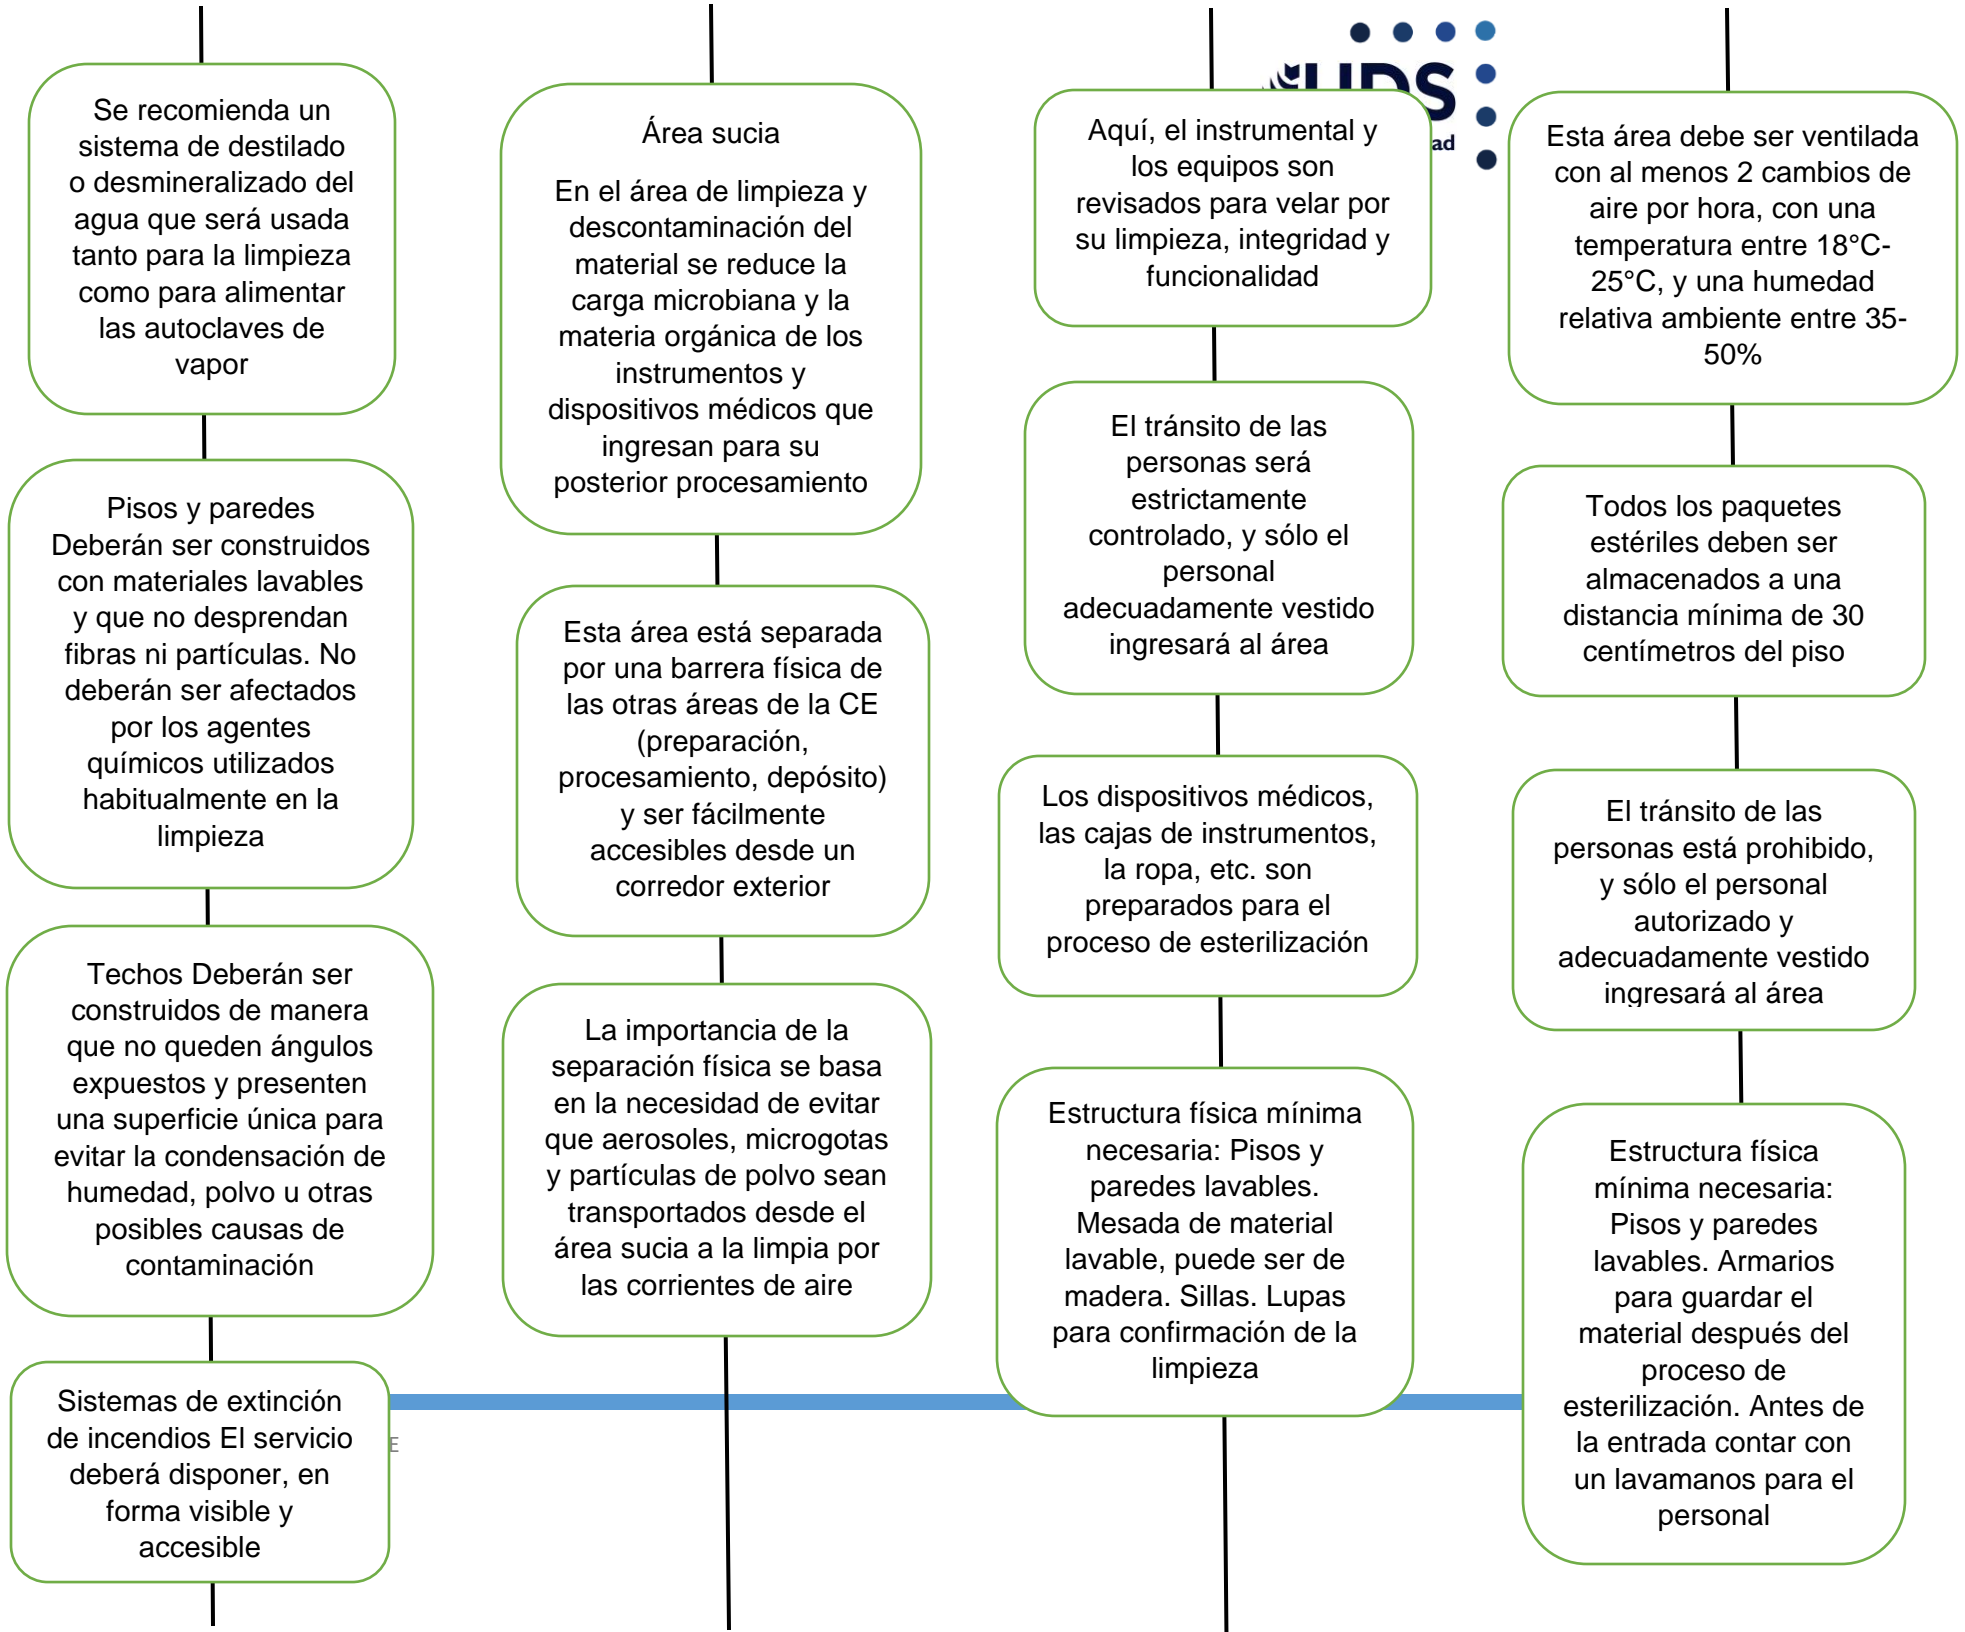 Se recomienda un
sistema de destilado
o desmineralizado del
agua que será usada
tanto para la limpieza
como para alimentar
las autoclaves de
vapor
Pisos y paredes
Deberán ser construidos
con materiales lavables
y que no desprendan
fibras ni partículas. No
deberán ser afectados
por los agentes
químicos utilizados
habitualmente en la
limpieza
Techos Deberán ser
construidos de manera
que no queden ángulos
expuestos y presenten
una superficie única para
evitar la condensación de
humedad, polvo u otras
posibles causas de
contaminación
Sistemas de extinción
de incendios El servicio
deberá disponer, en
forma visible y
accesible
E
Área sucia
En el área de limpieza y
descontaminación del
material se reduce la
carga microbiana y la
materia orgánica de los
instrumentos y
dispositivos médicos que
ingresan para su
posterior procesamiento
Esta área está separada
por una barrera física de
las otras áreas de la CE
(preparación,
procesamiento, depósito)
y ser fácilmente
accesibles desde un
corredor exterior
La importancia de la
separación física se basa
en la necesidad de evitar
que aerosoles, microgotas
y partículas de polvo sean
transportados desde el
área sucia a la limpia por
las corrientes de aire
UDS
ad
Aquí, el instrumental y
los equipos son
revisados para velar por
su limpieza, integridad y
funcionalidad
El tránsito de las
personas será
estrictamente
controlado, y sólo el
personal
adecuadamente vestido
ingresará al área
Los dispositivos médicos,
las cajas de instrumentos,
la ropa, etc. son
preparados para el
proceso de esterilización
Estructura física mínima
necesaria: Pisos y
paredes lavables.
Mesada de material
lavable, puede ser de
madera. Sillas. Lupas
para confirmación de la
limpieza
Esta área debe ser ventilada
con al menos 2 cambios de
aire por hora, con una
temperatura entre 18°C-
25°C, y una humedad
relativa ambiente entre 35-
50%
Todos los paquetes
estériles deben ser
almacenados a una
distancia mínima de 30
centímetros del piso
El tránsito de las
personas está prohibido,
y sólo el personal
autorizado y
adecuadamente vestido
ingresará al área
Estructura física
mínima necesaria:
Pisos y paredes
lavables. Armarios
para guardar el
material después del
proceso de
esterilización. Antes de
la entrada contar con
un lavamanos para el
personal